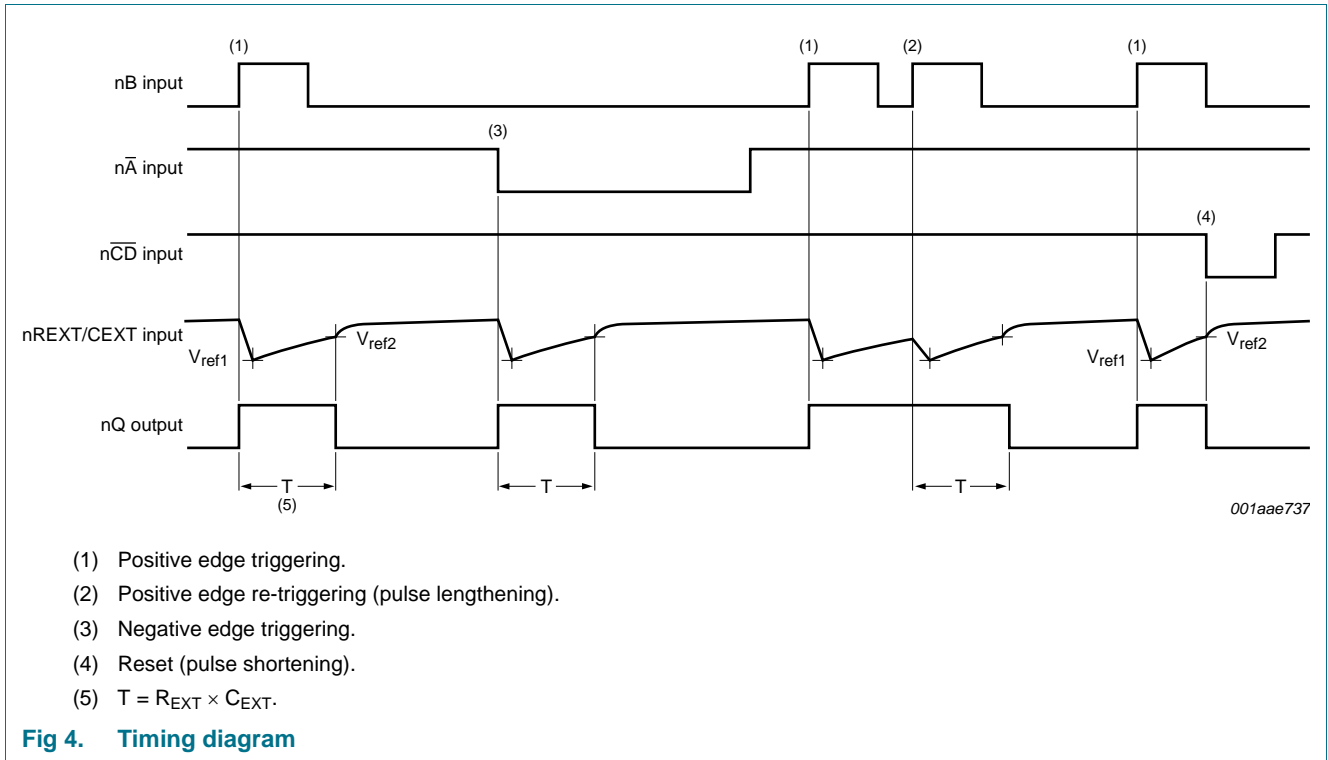 (1) (1) (2) (1)
nB input
(3)
nA̅ input
(4)
nC̅D̅ input
nREXT/CEXT input
Vref1 Vref2 Vref1 Vref2
nQ output
T T T
(5)
001aae737
(1) Positive edge triggering.
(2) Positive edge re-triggering (pulse lengthening).
(3) Negative edge triggering.
(4) Reset (pulse shortening).
(5) T = REXT × CEXT.
Fig 4. Timing diagram